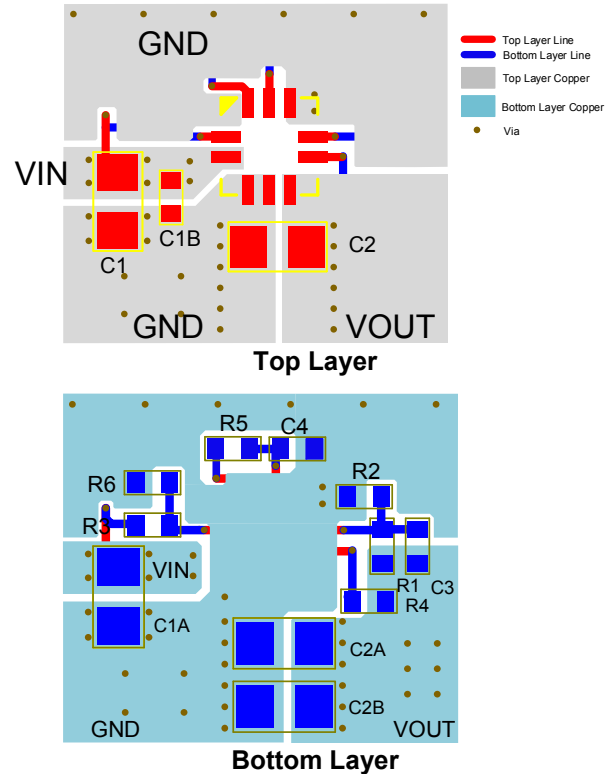 GND
Top Layer Line
Bottom Layer Line
Top Layer Copper
Bottom Layer Copper
Via
VIN
C1
C1B
C2
GND
VOUT
Top Layer
R5
C4
R6
R2
R3
VIN
R1
C3
R4
C1A
C2A
C2B
GND
VOUT
Bottom Layer